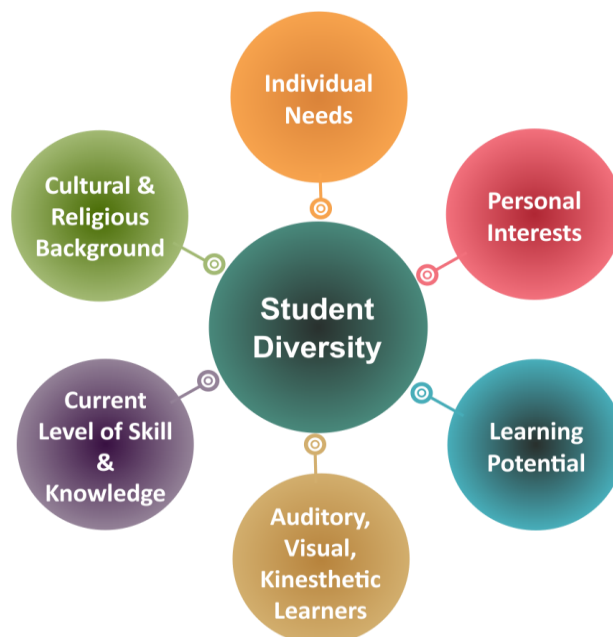 Individual
Needs
Cultural &
Religious
Background
Personal
Interests
Student
Diversity
Current
Level of Skill
&
Knowledge
Learning
Potential
Auditory,
Visual,
Kinesthetic
Learners